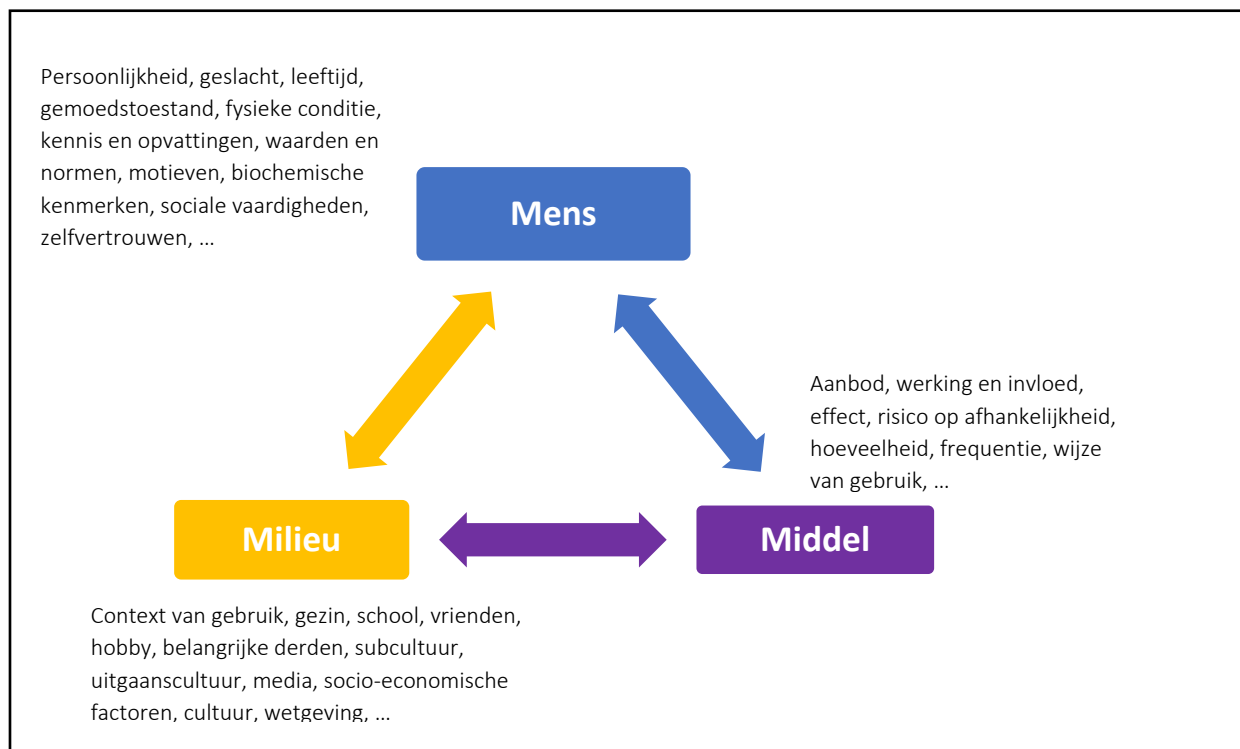 Persoonlijkheid, geslacht, leeftijd,
gemoedstoestand, fysieke conditie,
kennis en opvattingen, waarden en
normen, motieven, biochemische
kenmerken, sociale vaardigheden,
zelfvertrouwen, …
Mens
Aanbod, werking en invloed,
effect, risico op afhankelijkheid,
hoeveelheid, frequentie, wijze
van gebruik, …
Milieu
Middel
Context van gebruik, gezin, school, vrienden,
hobby, belangrijke derden, subcultuur,
uitgaanscultuur, media, socio-economische
factoren, cultuur, wetgeving, …